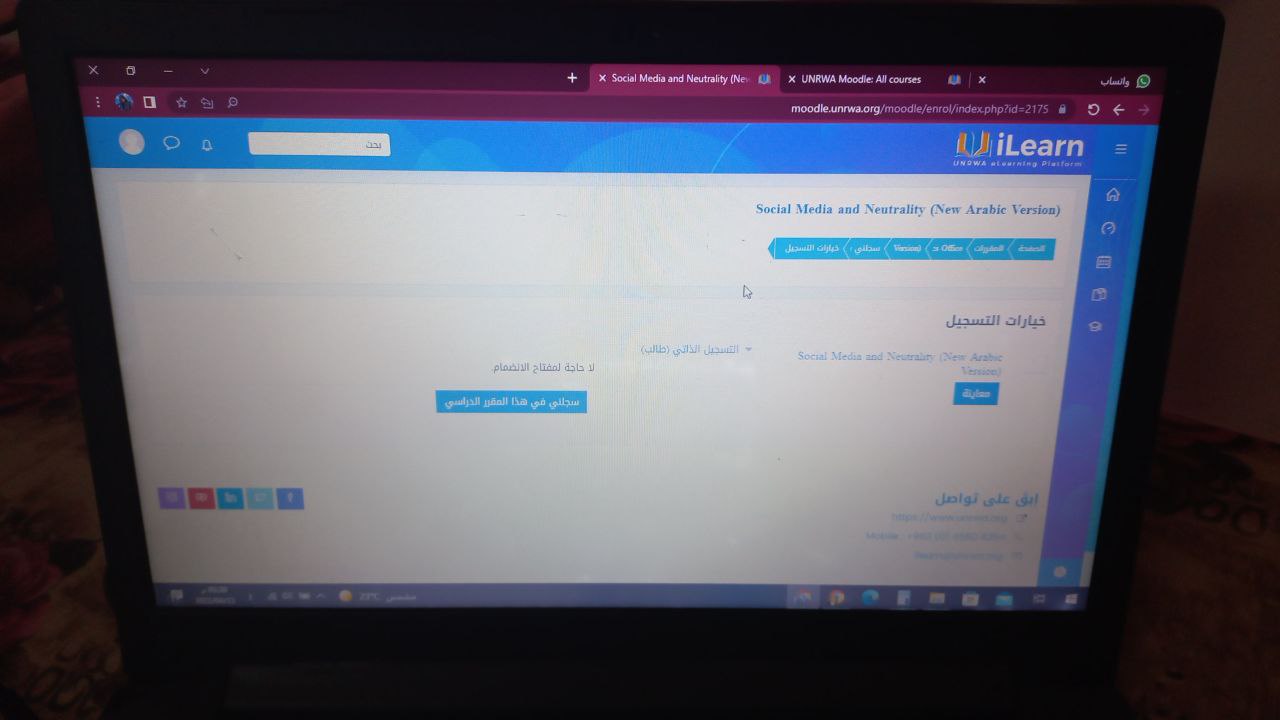 واتساب
UNRWA Moodle: All courses
Social Media and Neutrality (New
moodle.unrwa.org/moodle/enrol/index.php?id=2175
iLearn
UNRWA eLearning Platform
بحث
Social Media and Neutrality (New Arabic Version)
الصفحة
المقررات
Office
Version)
سجلني
خيارات التسجيل
خيارات التسجيل
Social Media and Neutrality (New Arabic
Version)
معاينة
التسجيل الذاتي (طالب)
لا حاجة لمفتاح الانضمام.
سجلني في هذا المقرر الدراسي
ابق على تواصل
https://www.unrwa.org
Mobile :
23°C
مشمس